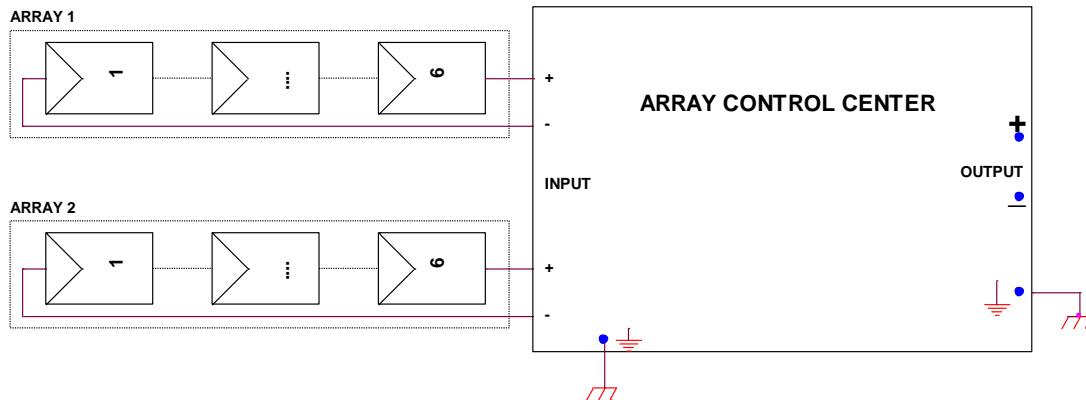 ARRAY 1
1 .... 6
+
-
ARRAY CONTROL CENTER
+
OUTPUT
–
INPUT
ARRAY 2
1 .... 6
+
-